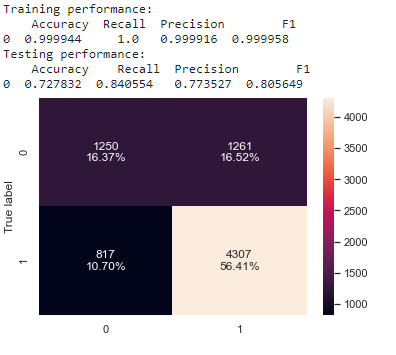 Training performance:
Accuracy Recall Precision F1
0 0.999944 1.0 0.999916 0.999958
Testing performance:
Accuracy Recall Precision F1
0 0.727832 0.840554 0.773527 0.805649
True label
0
1
1250
16.37%
1261
16.52%
817
10.70%
4307
56.41%
0
1
4000
3500
3000
2500
2000
1500
1000